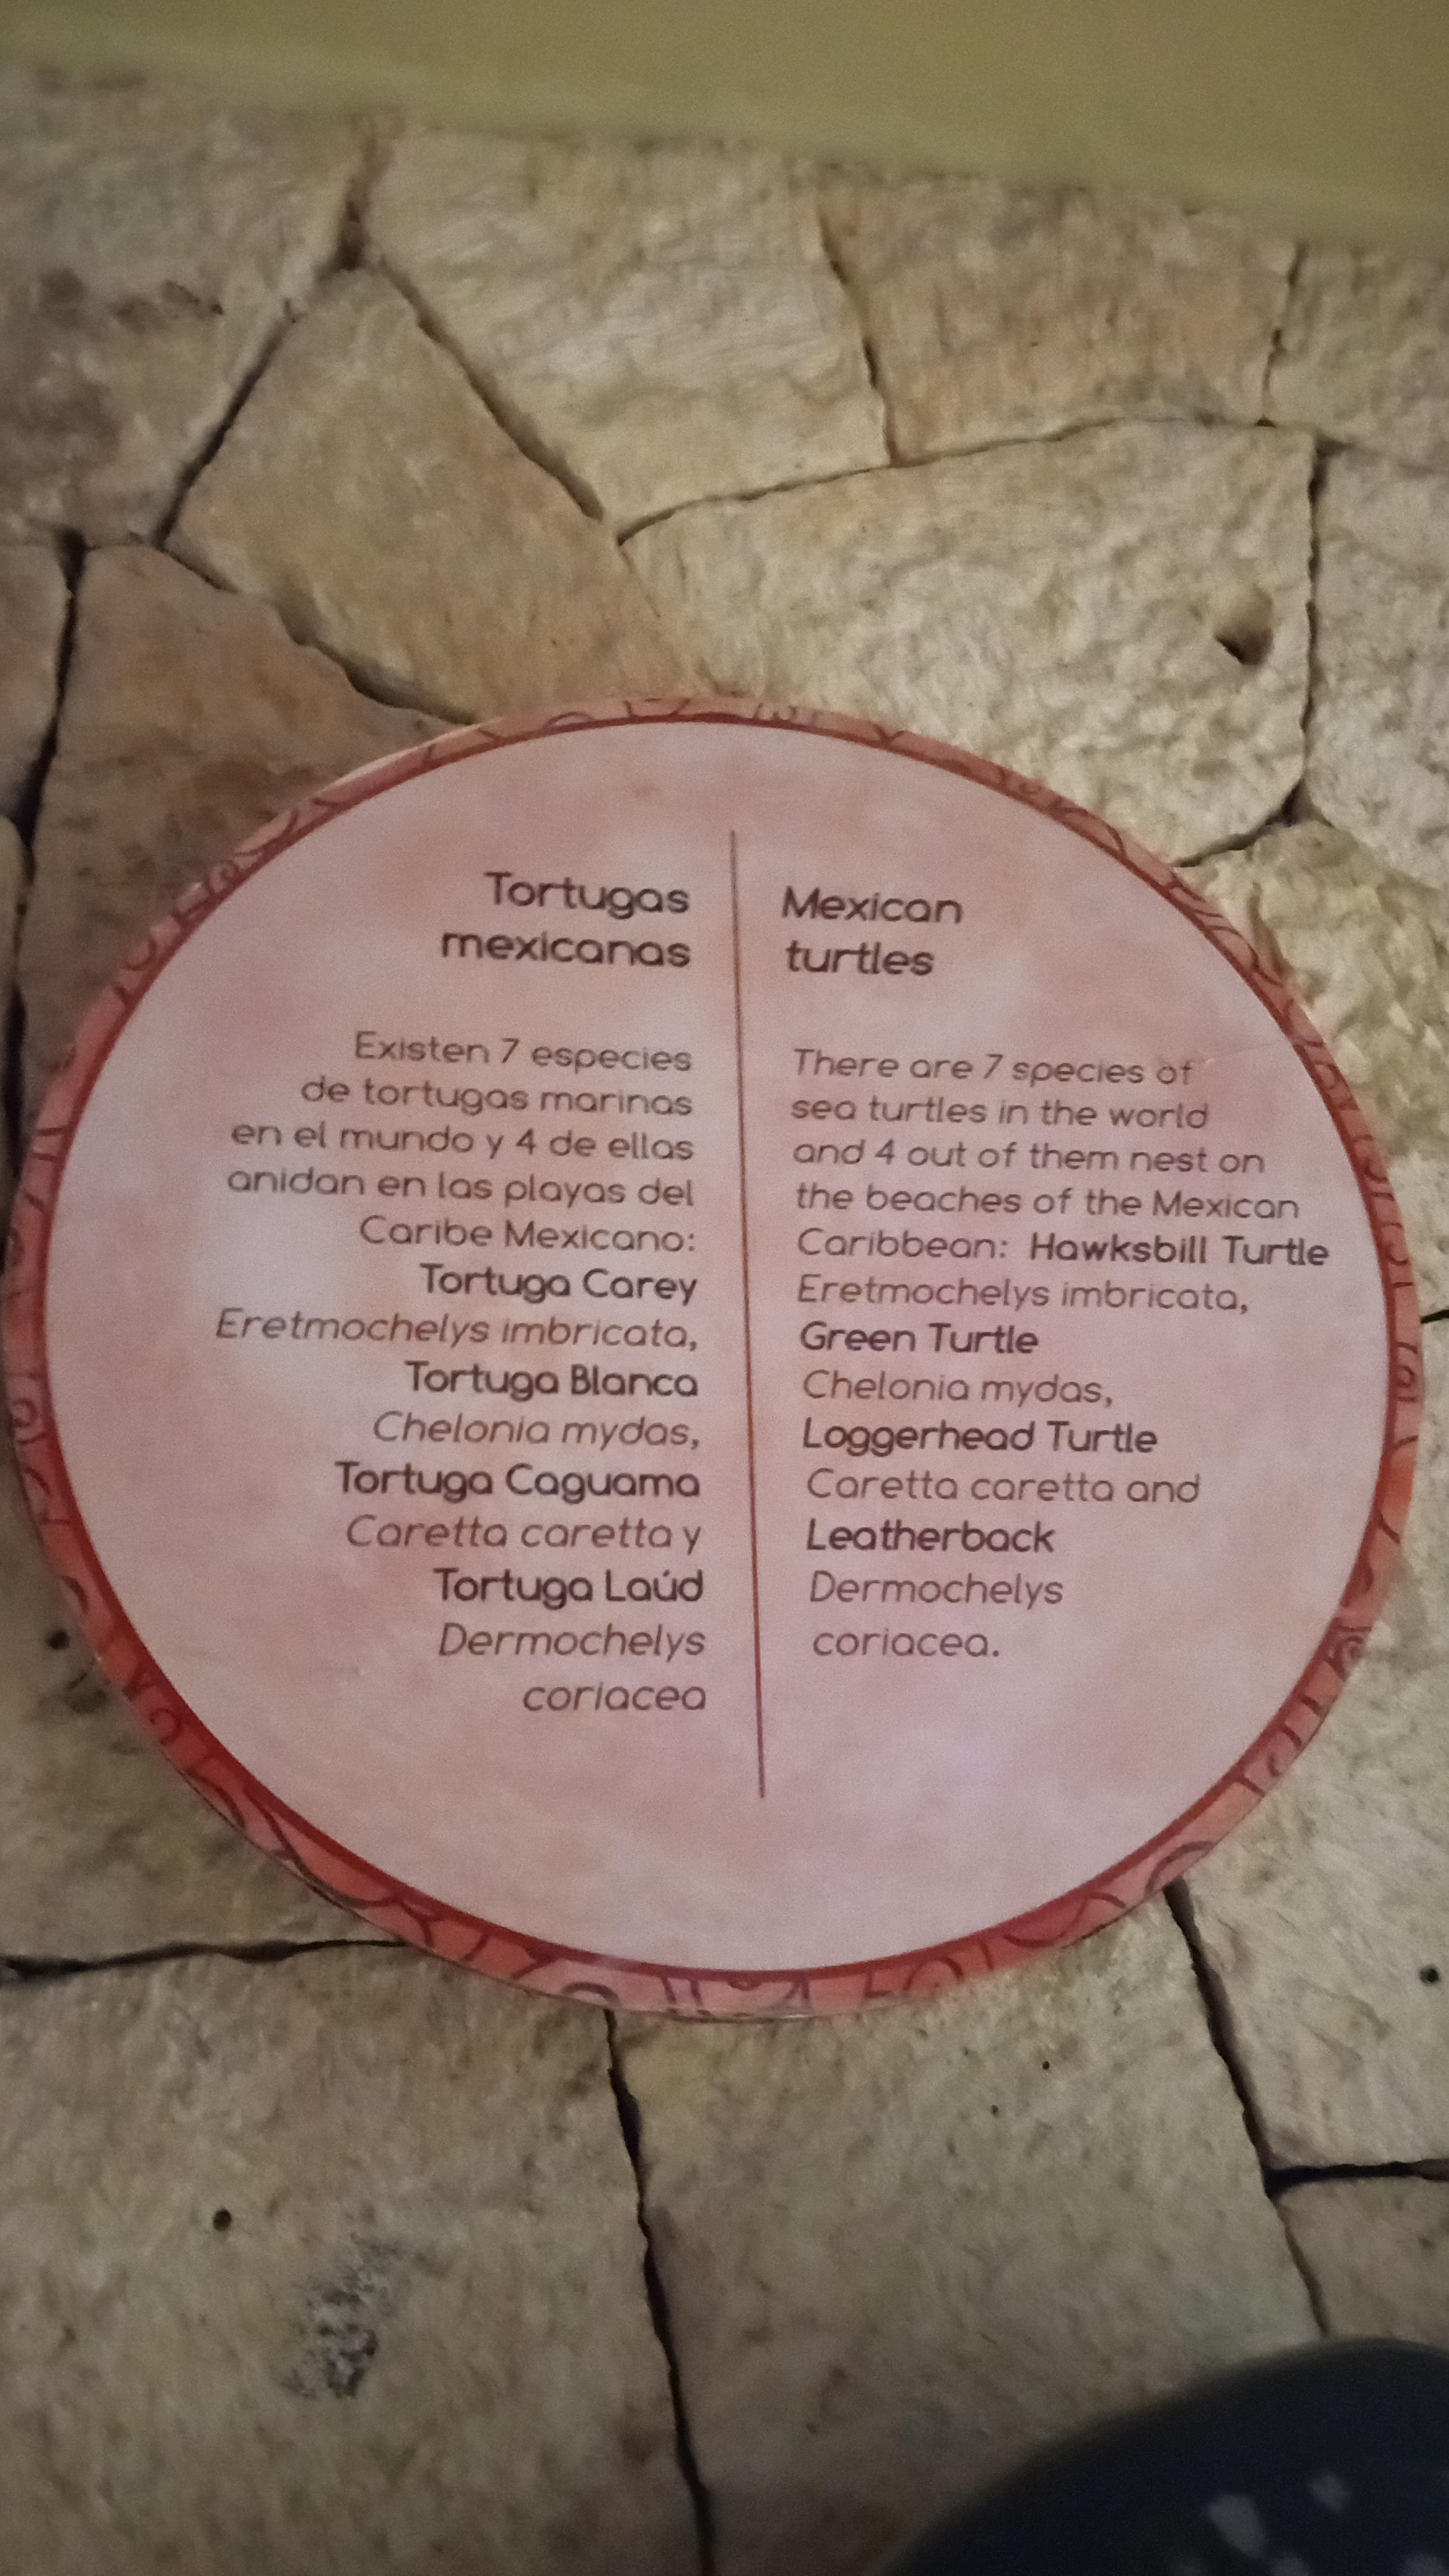 Tortugas
mexicanas
Existen 7 especies
de tortugas marinas
en el mundo y 4 de ellas
anidan en las playas del
Caribe Mexicano:
Tortuga Carey
Eretmochelys imbricata,
Tortuga Blanca
Chelonia mydas,
Tortuga Caguama
Caretta caretta y
Tortuga Laúd
Dermochelys
coriacea
Mexican
turtles
There are 7 species of
sea turtles in the world
and 4 out of them nest on
the beaches of the Mexican
Caribbean: Hawksbill Turtle
Eretmochelys imbricata,
Green Turtle
Chelonia mydas,
Loggerhead Turtle
Caretta caretta and
Leatherback
Dermochelys
coriacea.